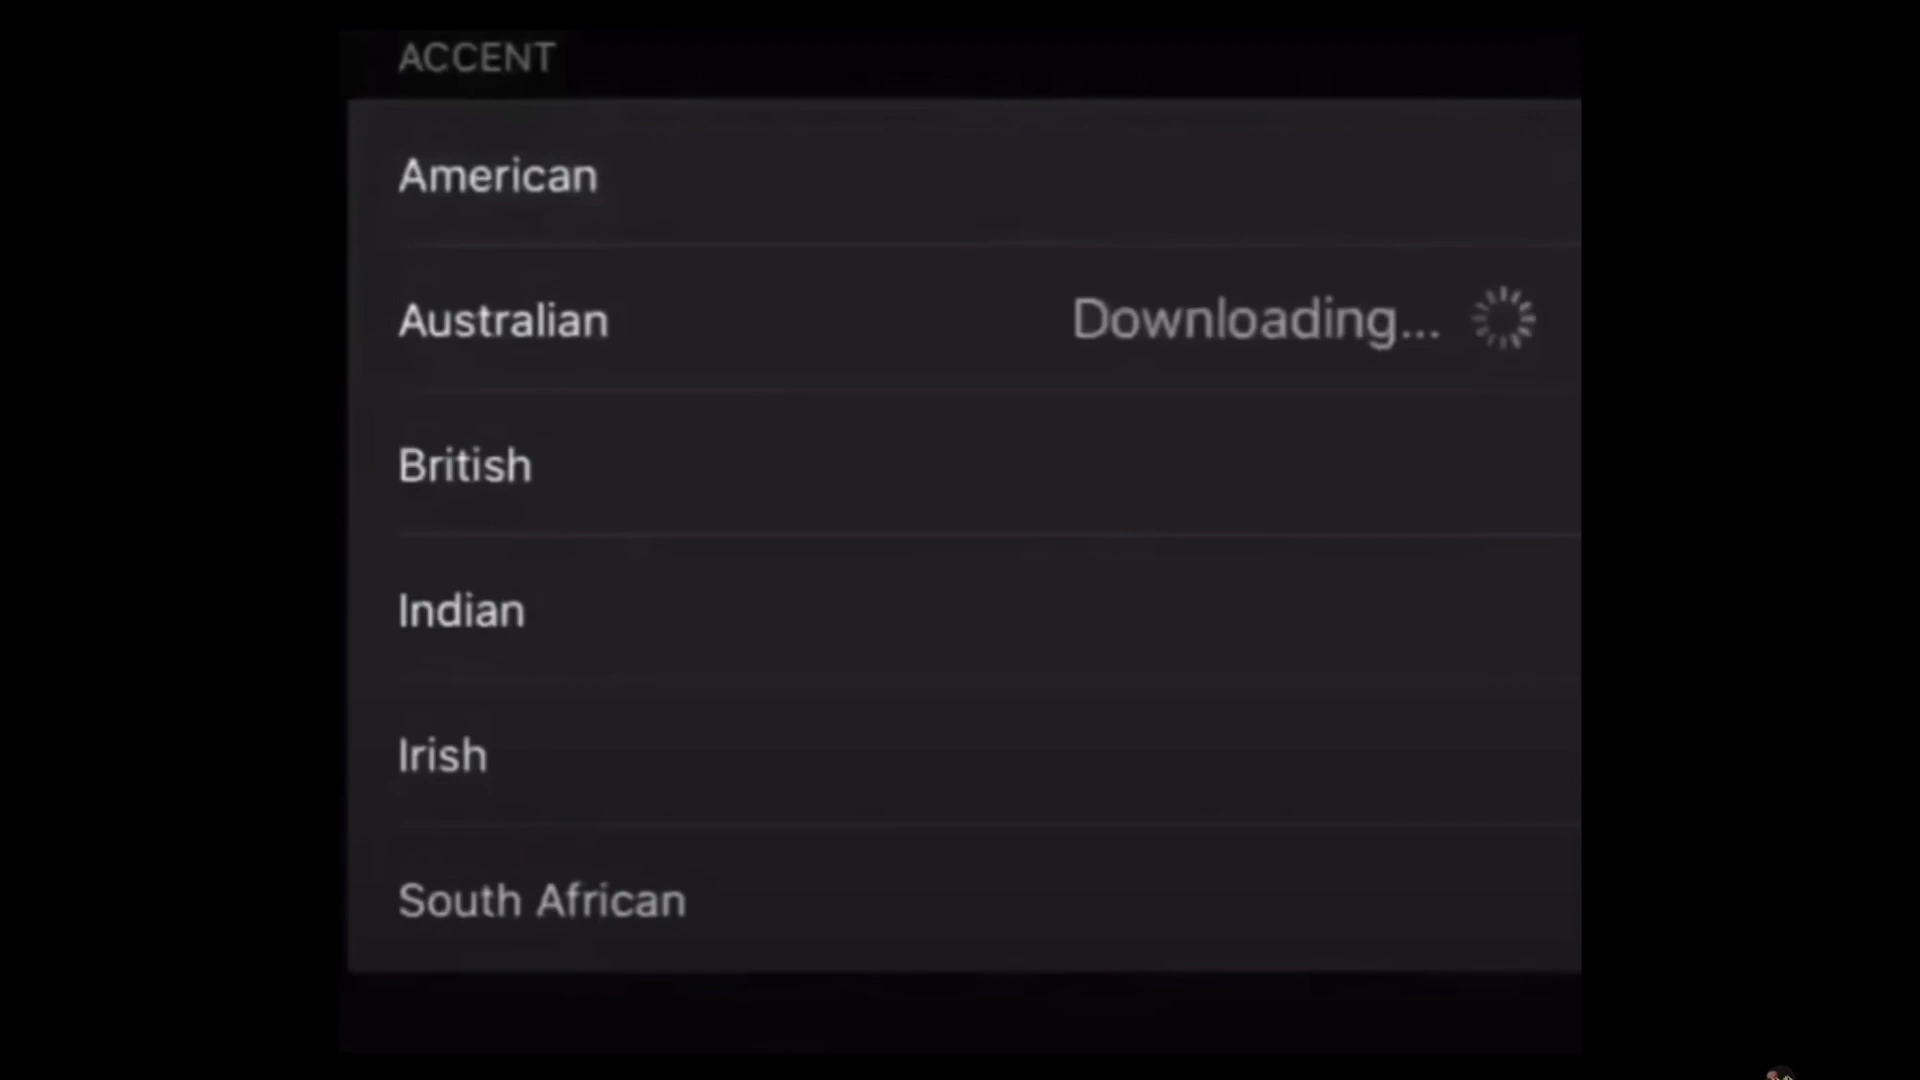 ACCENT
American
Australian Downloading...
British
Indian
Irish
South African